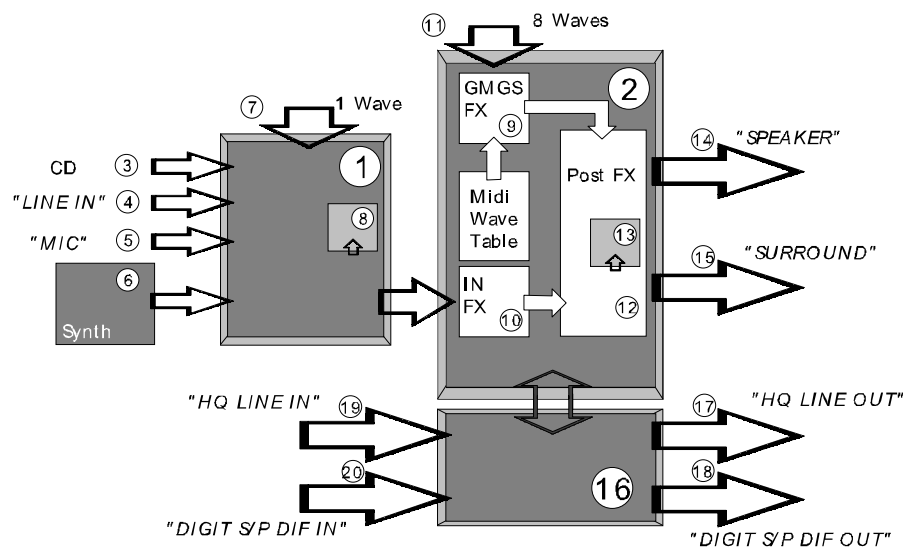 11
8 Waves
7
1 Wave
GMGS
FX
9
2
1
CD
3
"LINE IN"
4
"MIC"
5
6
Synth
8
Midi
Wave
Table
IN
FX
10
Post FX
13
12
14
"SPEAKER"
15
"SURROUND"
"HQ LINE IN"
19
20
"DIGIT S/P DIF IN"
16
17
"HQ LINE OUT"
18
"DIGIT S/P DIF OUT"